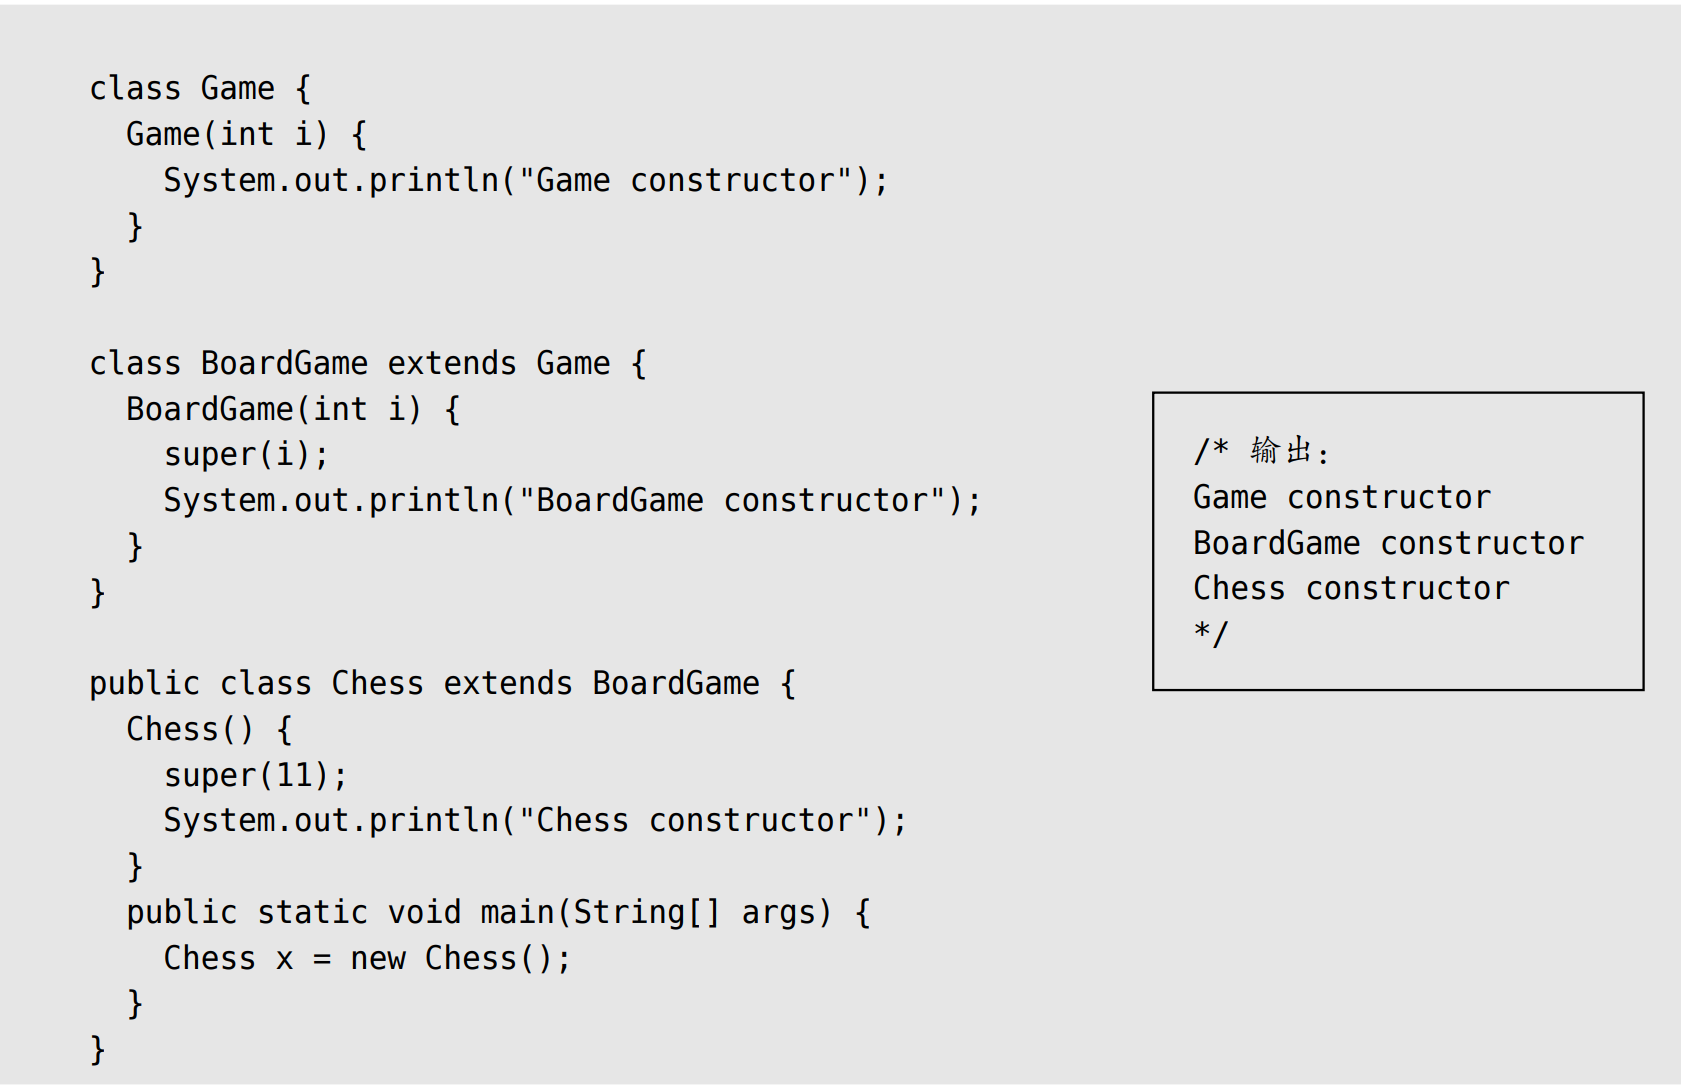 class Game {
  Game(int i) {
    System.out.println("Game constructor");
  }
}

class BoardGame extends Game {
  BoardGame(int i) {
    super(i);
    System.out.println("BoardGame constructor");
  }
}

public class Chess extends BoardGame {
  Chess() {
    super(11);
    System.out.println("Chess constructor");
  }
  public static void main(String[] args) {
    Chess x = new Chess();
  }
}

/* 输出：
Game constructor
BoardGame constructor
Chess constructor
*/